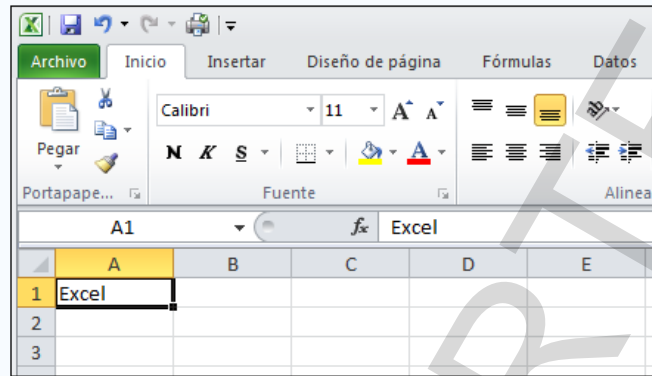 Archivo Inicio Insertar Diseño de página Fórmulas Datos
Calibri 11 A A
Pegar N K S A
Portapape... Fuente Alinea
A1 fx Excel
A B C D E
1 Excel
2
3
RTE